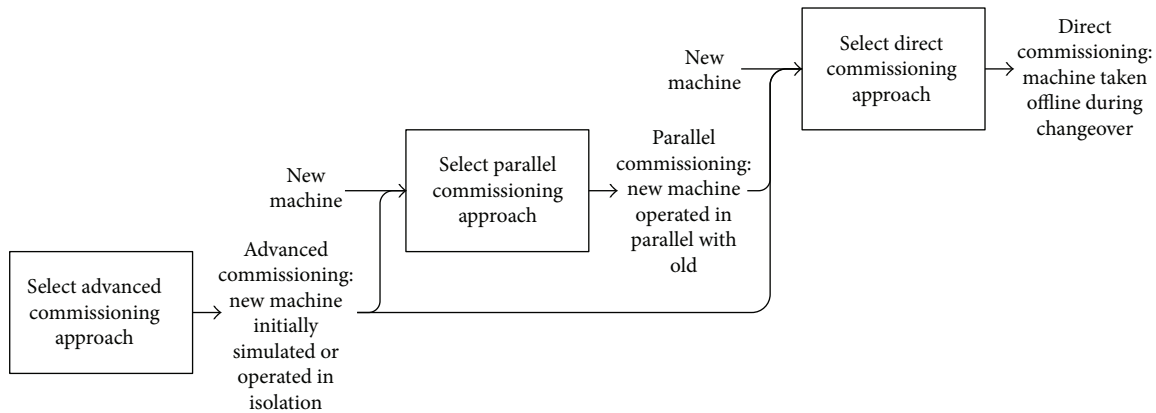 Select advanced
commissioning
approach
Advanced
commissioning:
new machine
initially
simulated or
operated in
isolation
New
machine
Select parallel
commissioning
approach
Parallel
commissioning:
new machine
operated in
parallel with
old
New
machine
Select direct
commissioning
approach
Direct
commissioning:
machine taken
offline during
changeover